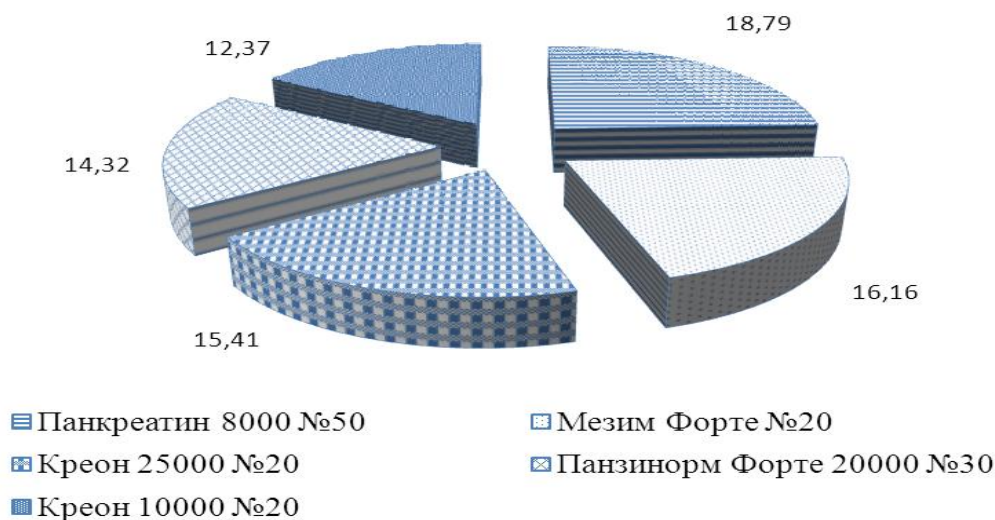 18,79
12,37
14,32
16,16
15,41
Панкреатин 8000 №50
Мезим Форте №20
Креон 25000 №20
Панзинорм Форте 20000 №30
Креон 10000 №20